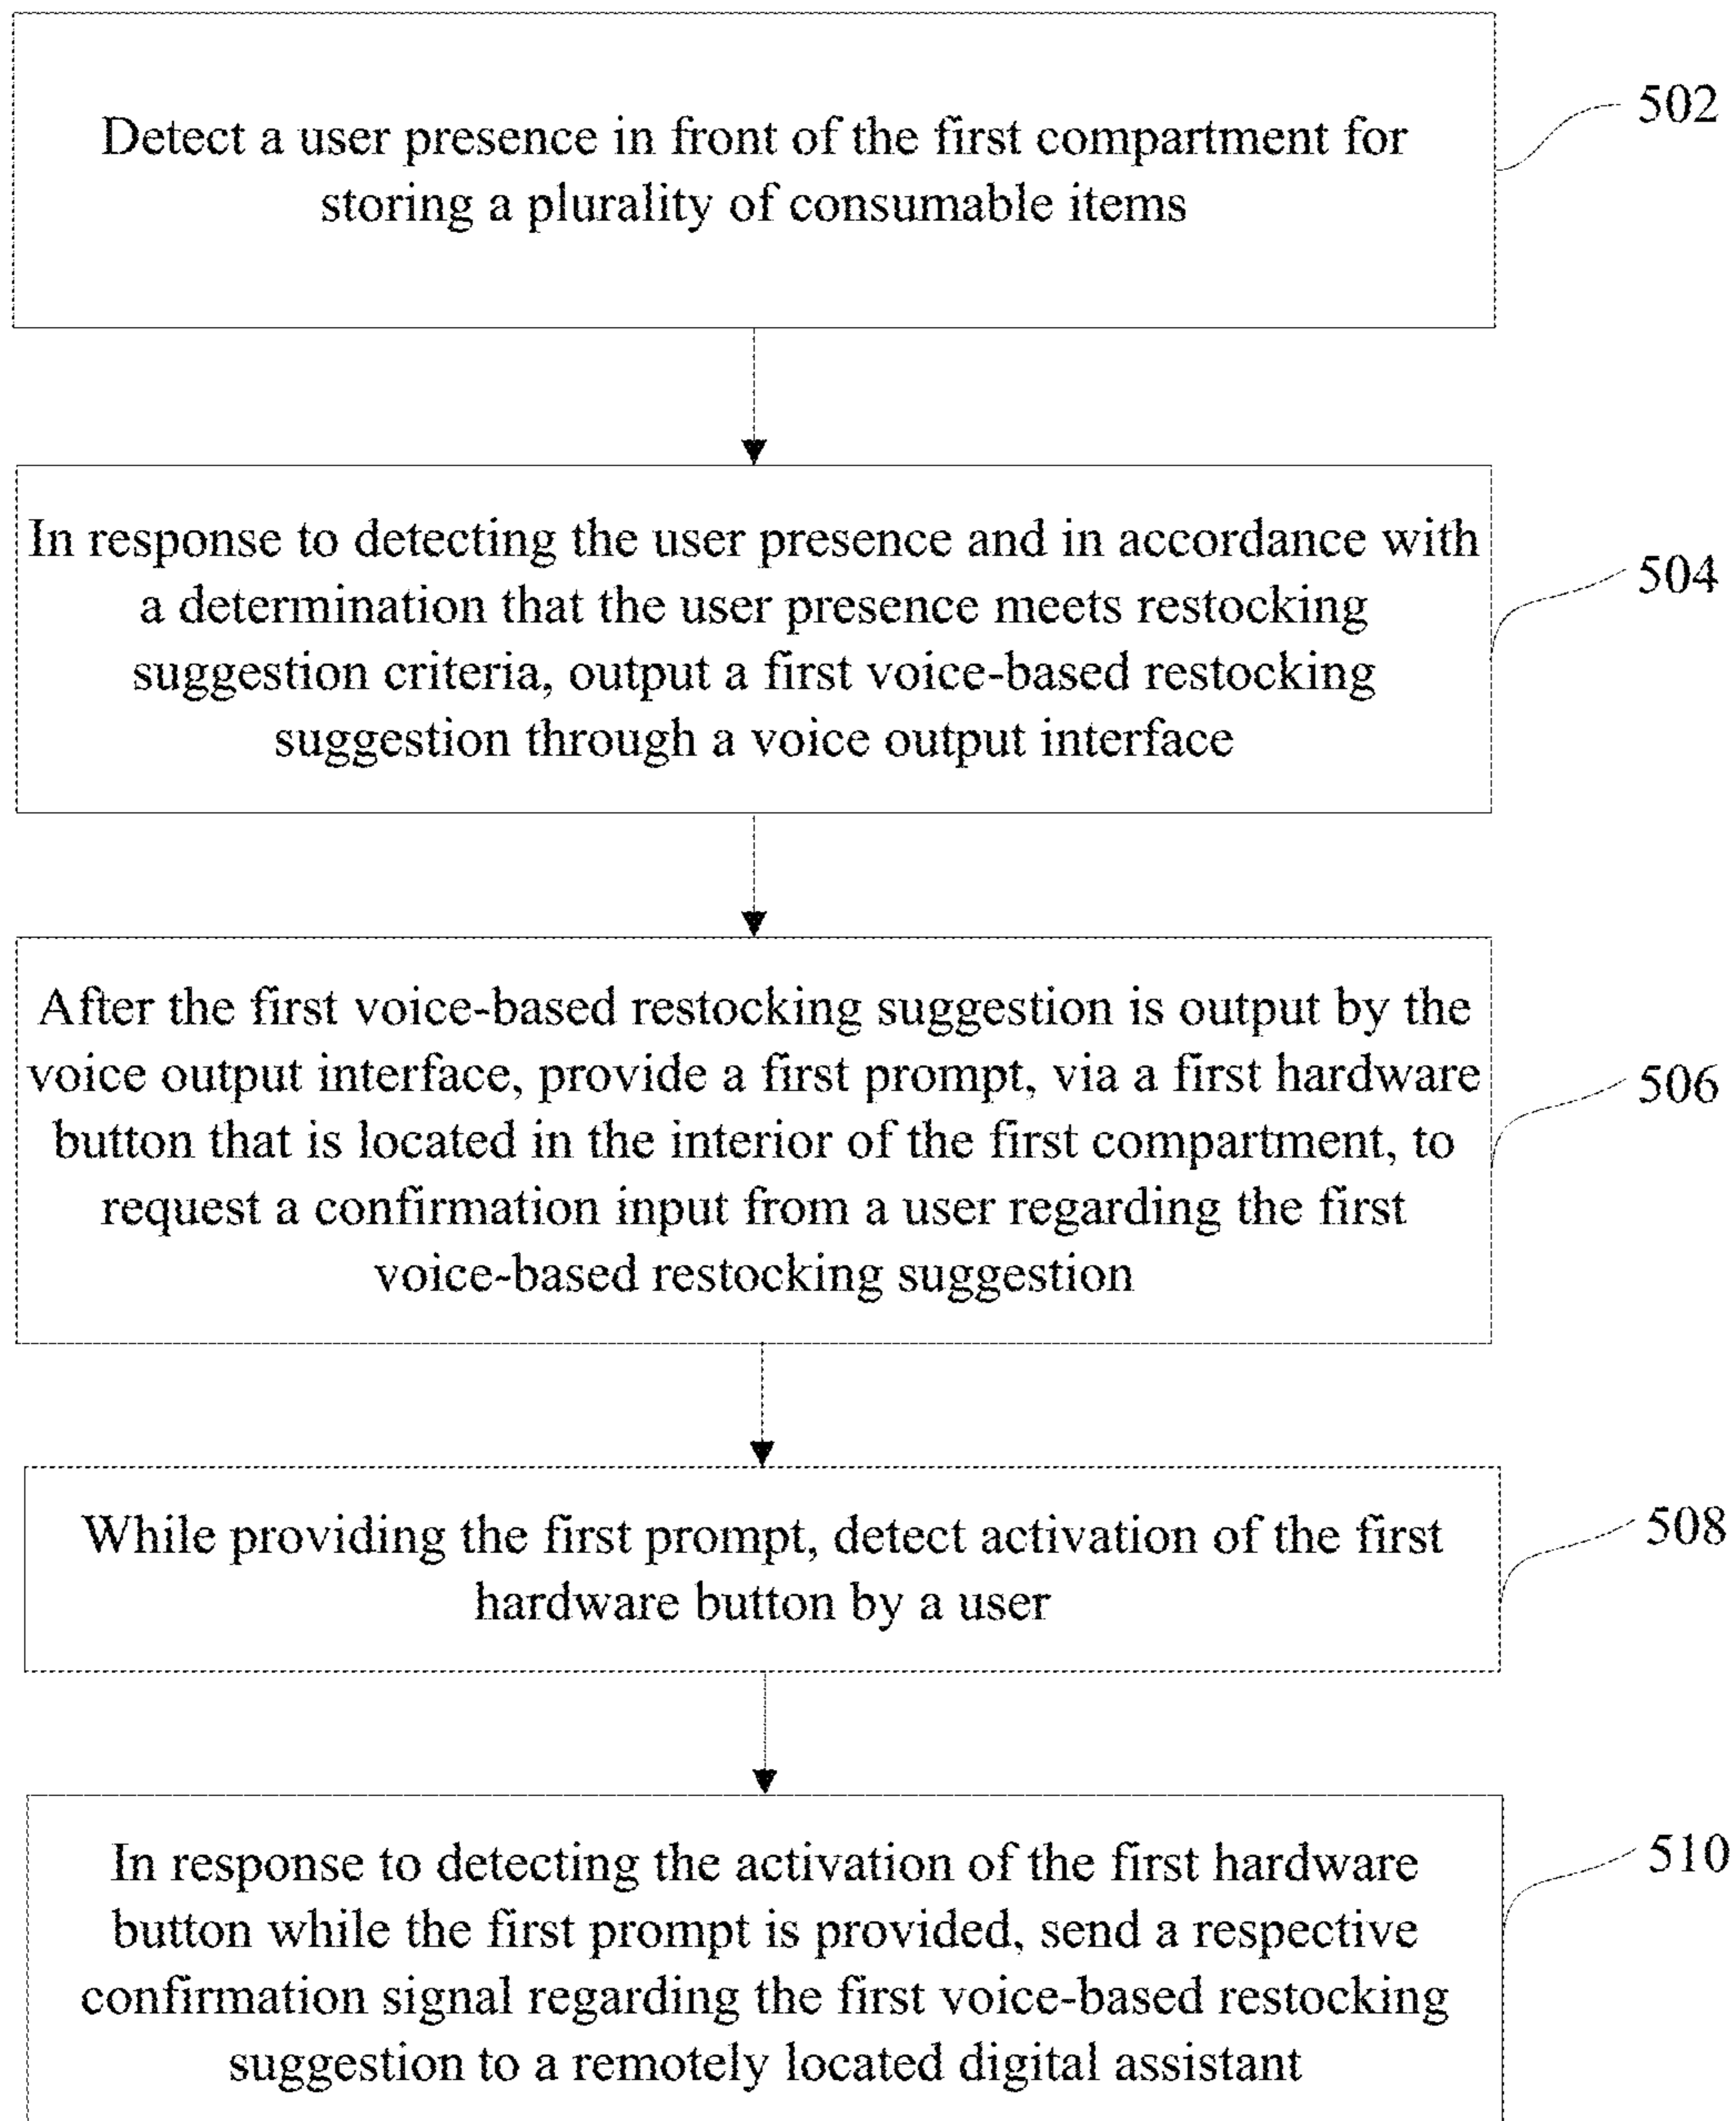 Detect a user presence in front of the first compartment for
storing a plurality of consumable items
502
In response to detecting the user presence and in accordance with
a determination that the user presence meets restocking
suggestion criteria, output a first voice-based restocking
suggestion through a voice output interface
504
After the first voice-based restocking suggestion is output by the
voice output interface, provide a first prompt, via a first hardware
button that is located in the interior of the first compartment, to
request a confirmation input from a user regarding the first
voice-based restocking suggestion
506
While providing the first prompt, detect activation of the first
hardware button by a user
508
In response to detecting the activation of the first hardware
button while the first prompt is provided, send a respective
confirmation signal regarding the first voice-based restocking
suggestion to a remotely located digital assistant
510